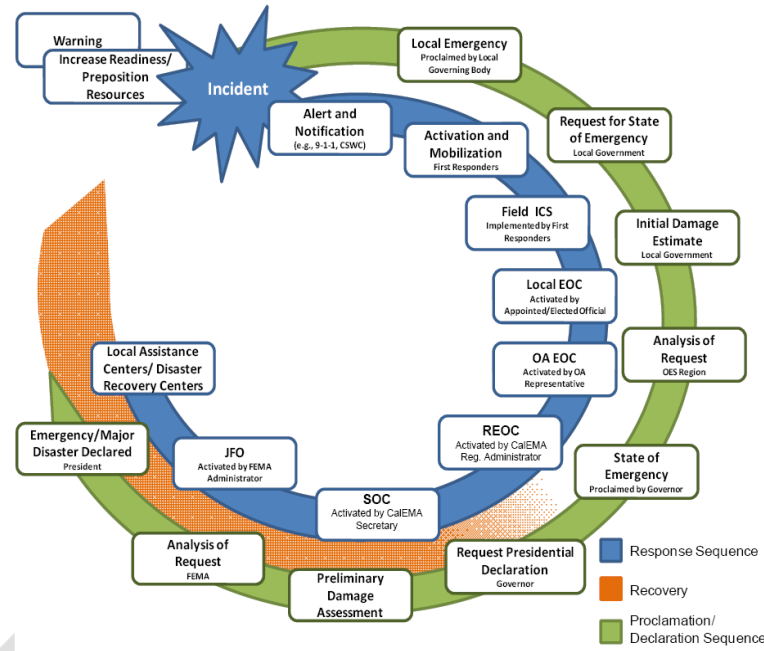 Warning
Increase Readiness/
Preposition
Resources
Incident
Alert and
Notification
(e.g., 9-1-1, CSWC)
Activation and
Mobilization
First Responders
Field ICS
Implemented by First
Responders
Local EOC
Activated by
Appointed/Elected Official
OA EOC
Activated by OA
Representative
REOC
Activated by CalEMA
Reg. Administrator
SOC
Activated by CalEMA
Secretary
JFO
Activated by FEMA
Administrator
Local Assistance
Centers/ Disaster
Recovery Centers
Local Emergency
Proclaimed by Local
Governing Body
Request for State
of Emergency
Local Government
Initial Damage
Estimate
Local Government
Analysis of
Request
OES Region
State of
Emergency
Proclaimed by Governor
Request Presidential
Declaration
Governor
Preliminary
Damage
Assessment
Analysis of
Request
FEMA
Emergency/Major
Disaster Declared
President
Response Sequence
Recovery
Proclamation/
Declaration Sequence